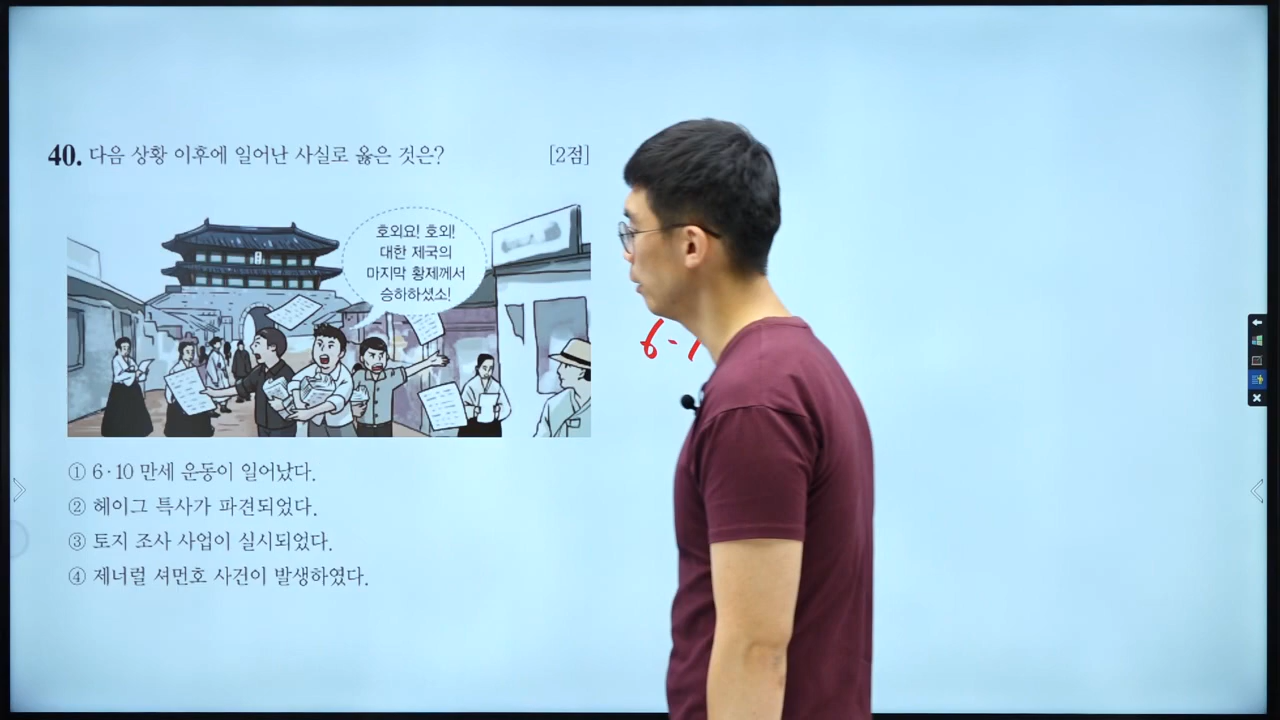 40. 다음 상황 이후에 일어난 사실로 옳은 것은? [2점]
호외요! 호외!
대한 제국의
마지막 황제께서
승하하셨소!
6·1
① 6·10 만세 운동이 일어났다.
② 헤이그 특사가 파견되었다.
③ 토지 조사 사업이 실시되었다.
④ 제너럴 셔먼호 사건이 발생하였다.